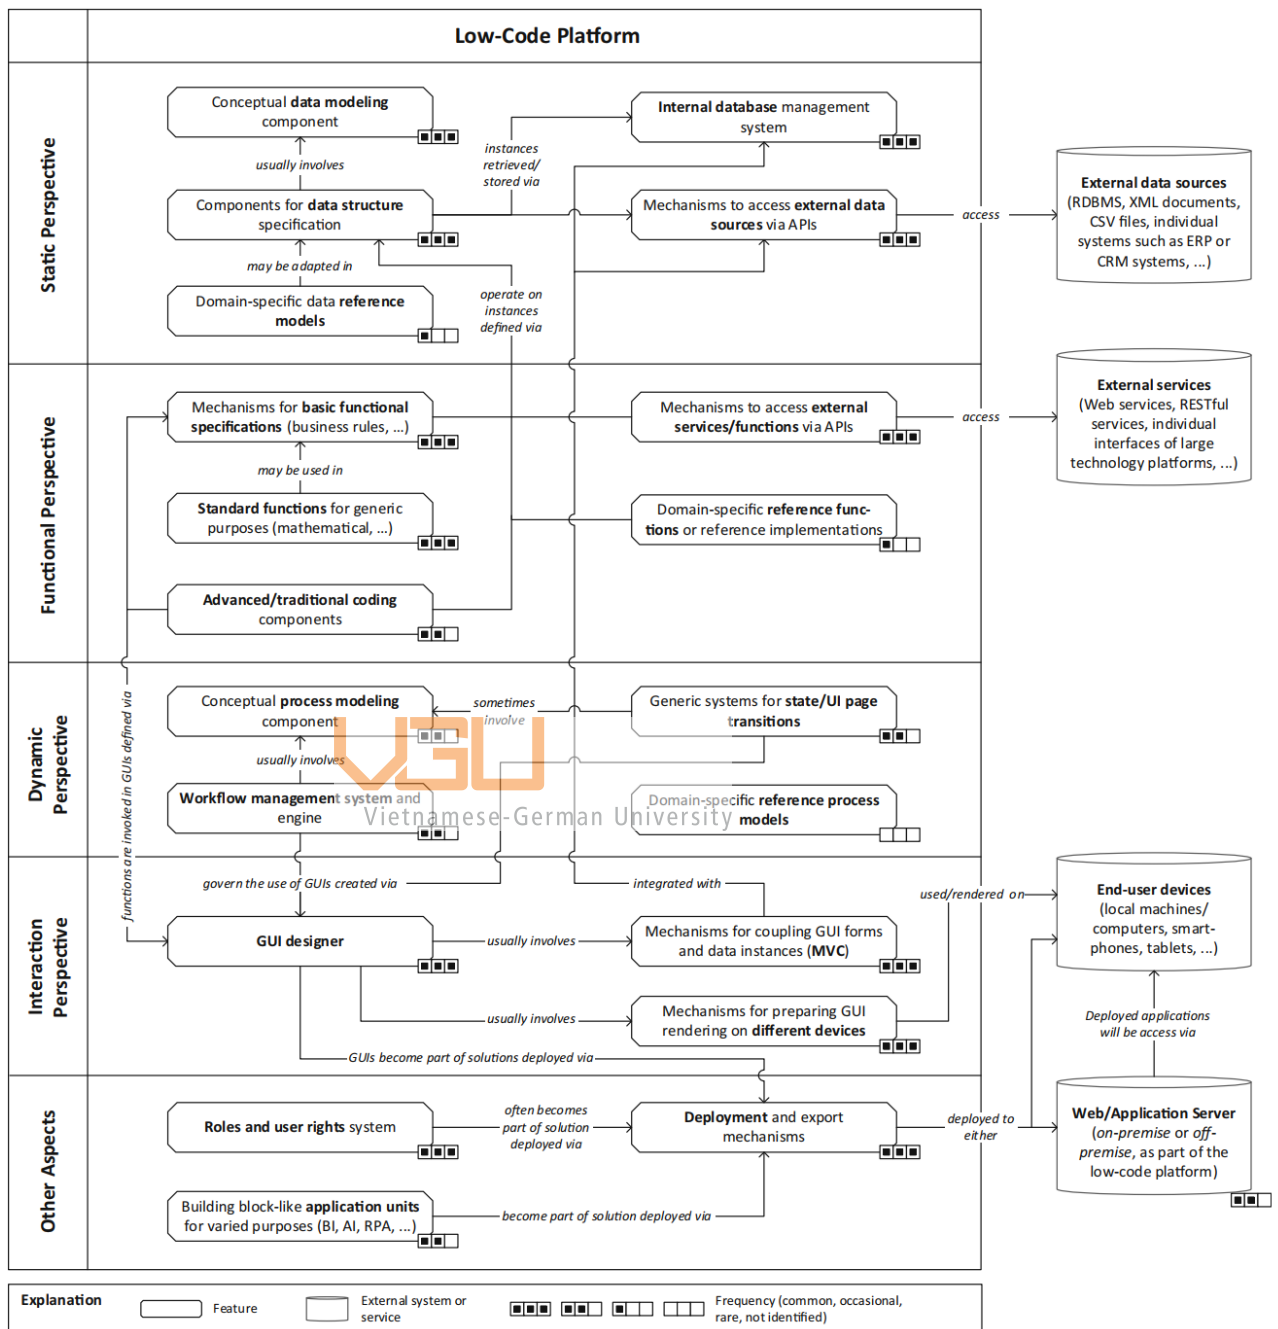 Low-Code Platform
Static Perspective
Conceptual data modeling
component
Internal database management
system
usually involves
instances
retrieved/
stored via
Components for data structure
specification
Mechanisms to access external data
sources via APIs
access
External data sources
(RDBMS, XML documents,
CSV files, individual
systems such as ERP or
CRM systems, ...)
may be adapted in
Domain-specific data reference
models
operate on
instances
defined via
Functional Perspective
Mechanisms for basic functional
specifications (business rules, ...)
Mechanisms to access external
services/functions via APIs
access
External services
(Web services, RESTful
services, individual
interfaces of large
technology platforms, ...)
may be used in
Standard functions for generic
purposes (mathematical, ...)
Domain-specific reference func-
tions or reference implementations
Advanced/traditional coding
components
functions are invoked in GUIs defined via
Dynamic
Perspective
Conceptual process modeling
component
sometimes
involve
Generic systems for state/UI page
transitions
usually involves
Workflow management system and
engine
Domain-specific reference process
models
VGU
Vietnamese-German University
Interaction
Perspective
govern the use of GUIs created via
integrated with
used/rendered on
End-user devices
(local machines/
computers, smart-
phones, tablets, ...)
GUI designer
usually involves
Mechanisms for coupling GUI forms
and data instances (MVC)
usually involves
Mechanisms for preparing GUI
rendering on different devices
Deployed applications
will be access via
GUIs become part of solutions deployed via
Other Aspects
Roles and user rights system
often becomes
part of solution
deployed via
Deployment and export
mechanisms
deployed to
either
Web/Application Server
(on-premise or off-
premise, as part of the
low-code platform)
Building block-like application units
for varied purposes (BI, AI, RPA, ...)
become part of solution deployed via
Explanation
Feature
External system or
service
Frequency (common, occasional,
rare, not identified)